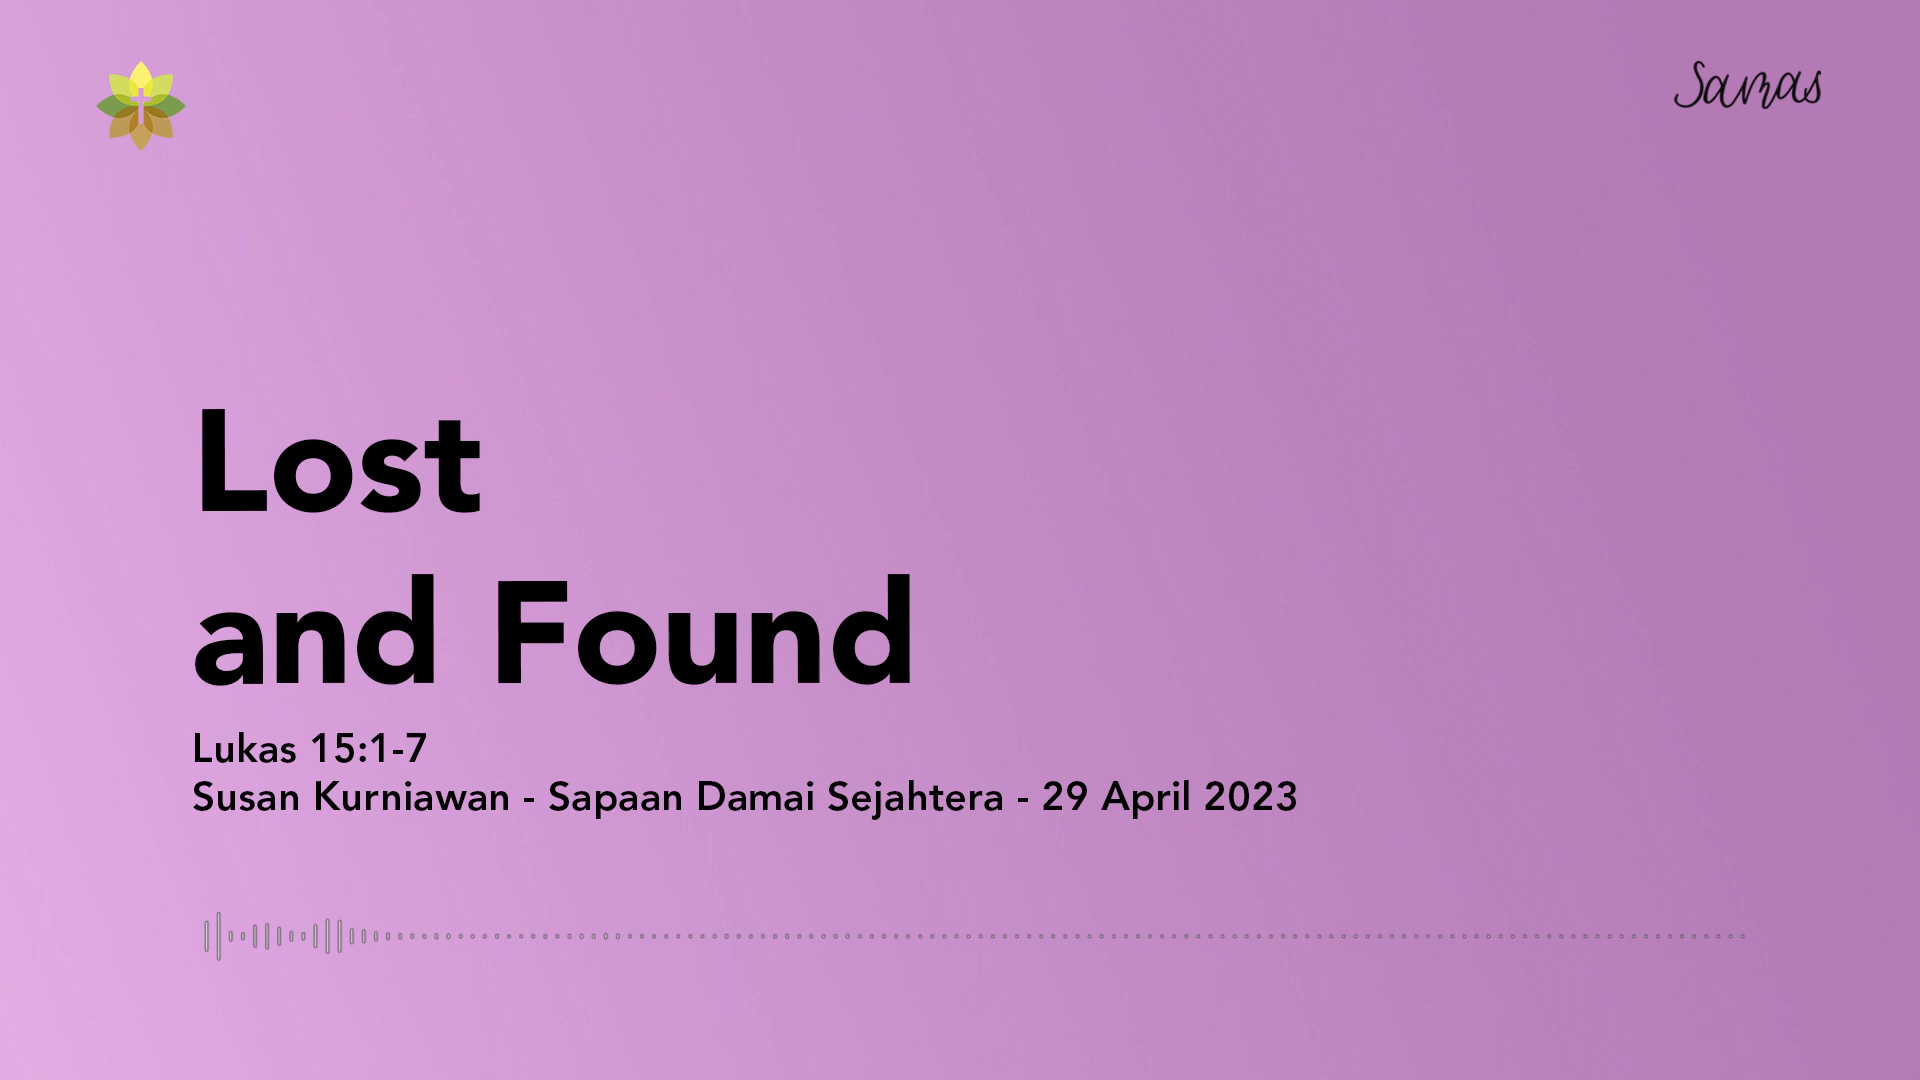 Samas
Lost
and Found
Lukas 15:1-7
Susan Kurniawan - Sapaan Damai Sejahtera - 29 April 2023